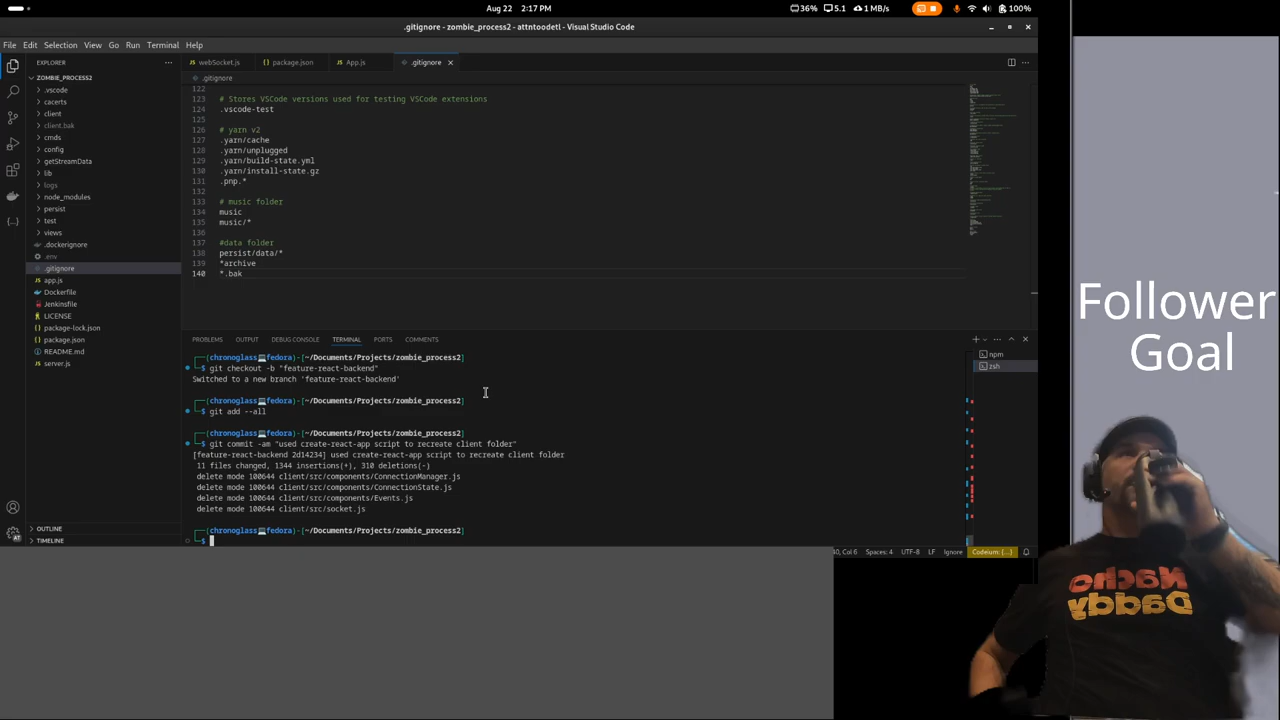 Aug 22 2:17 PM
36% 5.1 1 MB/s 100%
.gitignore - zombie_process2 - attntoodetl - Visual Studio Code
File Edit Selection View Go Run Terminal Help
EXPLORER
ZOMBIE_PROCESS2
.vscode
cacerts
client
client.bak
cmds
config
getStreamData
lib
logs
node_modules
persist
test
views
.dockerignore
.env
.gitignore
app.js
Dockerfile
Jenkinsfile
LICENSE
package-lock.json
package.json
README.md
server.js
OUTLINE
TIMELINE
webSocket.js package.json App.js .gitignore
.gitignore
122
123 # Stores VSCode versions used for testing VSCode extensions
124 .vscode-test
125
126 # yarn v2
127 .yarn/cache
128 .yarn/unplugged
129 .yarn/build-state.yml
130 .yarn/install-state.gz
131 .pnp.*
132
133 # music folder
134 music
135 music/*
136
137 #data folder
138 persist/data/*
139 *archive
140 *.bak
PROBLEMS OUTPUT DEBUG CONSOLE TERMINAL PORTS COMMENTS
npm
zsh
(chronoglass💻fedora)-[~/Documents/Projects/zombie_process2]
$ git checkout -b "feature-react-backend"
Switched to a new branch 'feature-react-backend'
(chronoglass💻fedora)-[~/Documents/Projects/zombie_process2]
$ git add --all
(chronoglass💻fedora)-[~/Documents/Projects/zombie_process2]
$ git commit -am "used create-react-app script to recreate client folder"
[feature-react-backend 2d14234] used create-react-app script to recreate client folder
11 files changed, 1344 insertions(+), 310 deletions(-)
delete mode 100644 client/src/components/ConnectionManager.js
delete mode 100644 client/src/components/ConnectionState.js
delete mode 100644 client/src/components/Events.js
delete mode 100644 client/src/socket.js
(chronoglass💻fedora)-[~/Documents/Projects/zombie_process2]
$
40, Col 6 Spaces: 4 UTF-8 LF Ignore Codeium: {...}
Follower
Goal
Nacho
Daddy